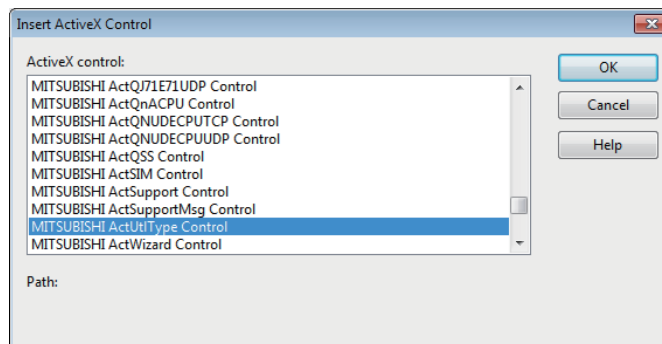 Insert ActiveX Control
ActiveX control:
MITSUBISHI ActQJ71E71UDP Control
MITSUBISHI ActQnACPU Control
MITSUBISHI ActQNUDECPUTCP Control
MITSUBISHI ActQNUDECPUUDP Control
MITSUBISHI ActQSS Control
MITSUBISHI ActSIM Control
MITSUBISHI ActSupport Control
MITSUBISHI ActSupportMsg Control
MITSUBISHI ActUtlType Control
MITSUBISHI ActWizard Control
OK
Cancel
Help
Path: